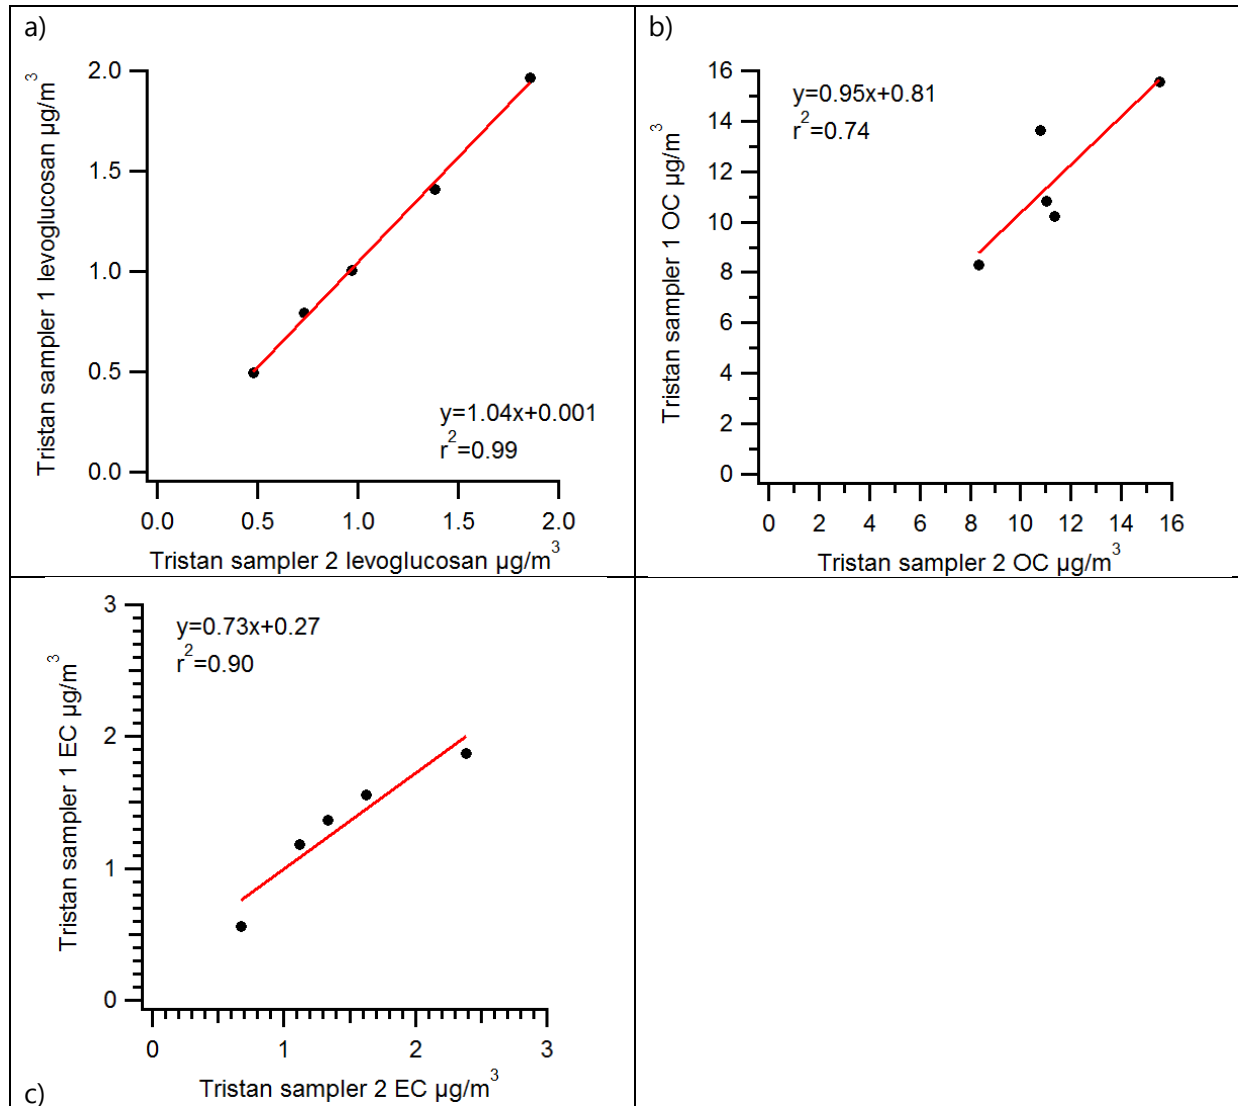 a)
Tristan sampler 1 levoglucosan µg/m³
2.0
1.5
1.0
0.5
0.0
y=1.04x+0.001
r²=0.99
0.0 0.5 1.0 1.5 2.0
Tristan sampler 2 levoglucosan µg/m³
b)
Tristan sampler 1 OC µg/m³
16
14
12
10
8
6
4
2
0
y=0.95x+0.81
r²=0.74
0 2 4 6 8 10 12 14 16
Tristan sampler 2 OC µg/m³
c)
Tristan sampler 1 EC µg/m³
3
2
1
0
y=0.73x+0.27
r²=0.90
0 1 2 3
Tristan sampler 2 EC µg/m³